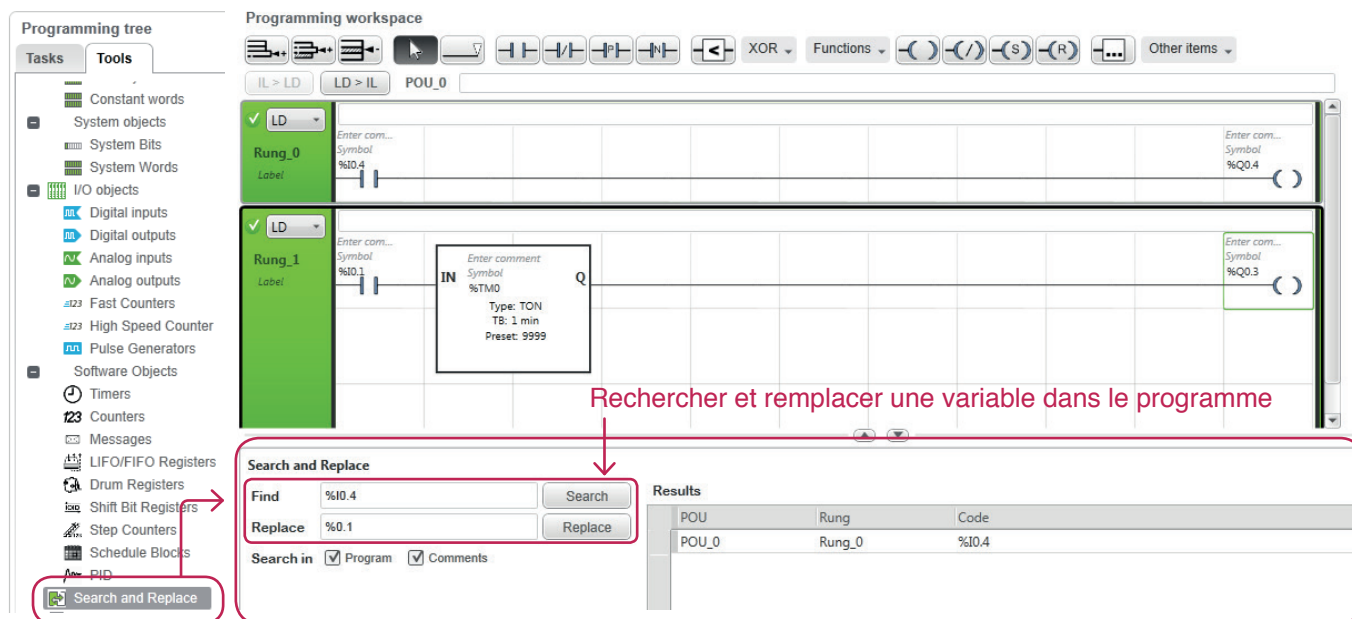 Programming tree
Tasks Tools
Constant words
System objects
System Bits
System Words
I/O objects
Digital inputs
Digital outputs
Analog inputs
Analog outputs
Fast Counters
High Speed Counter
Pulse Generators
Software Objects
Timers
Counters
Messages
LIFO/FIFO Registers
Drum Registers
Shift Bit Registers
Step Counters
Schedule Blocks
PID
Search and Replace
Programming workspace
XOR Functions Other items
IL > LD LD > IL POU_0
LD
Rung_0
Label
Enter com...
Symbol
%I0.4
Enter com...
Symbol
%Q0.4
LD
Rung_1
Label
Enter com...
Symbol
%I0.1
IN
Enter comment
Symbol
%TM0
Q
Type: TON
TB: 1 min
Preset: 9999
Enter com...
Symbol
%Q0.3
Rechercher et remplacer une variable dans le programme
Search and Replace
Find %I0.4 Search
Replace %0.1 Replace
Search in Program Comments
Results
POU Rung Code
POU_0 Rung_0 %I0.4